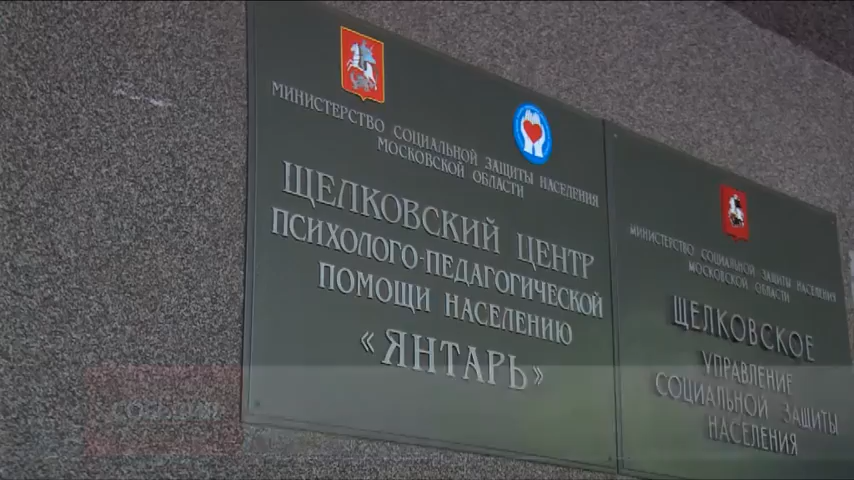 МИНИСТЕРСТВО СОЦИАЛЬНОЙ ЗАЩИТЫ НАСЕЛЕНИЯ
МОСКОВСКОЙ ОБЛАСТИ
ЩЕЛКОВСКИЙ ЦЕНТР
ПСИХОЛОГО-ПЕДАГОГИЧЕСКОЙ
ПОМОЩИ НАСЕЛЕНИЮ
«ЯНТАРЬ»
МИНИСТЕРСТВО СОЦИАЛЬНОЙ ЗАЩИТЫ НАСЕЛЕНИЯ
МОСКОВСКОЙ ОБЛАСТИ
ЩЕЛКОВСКОЕ
УПРАВЛЕНИЕ
СОЦИАЛЬНОЙ ЗАЩИТЫ
НАСЕЛЕНИЯ
СОБЫТИЯ